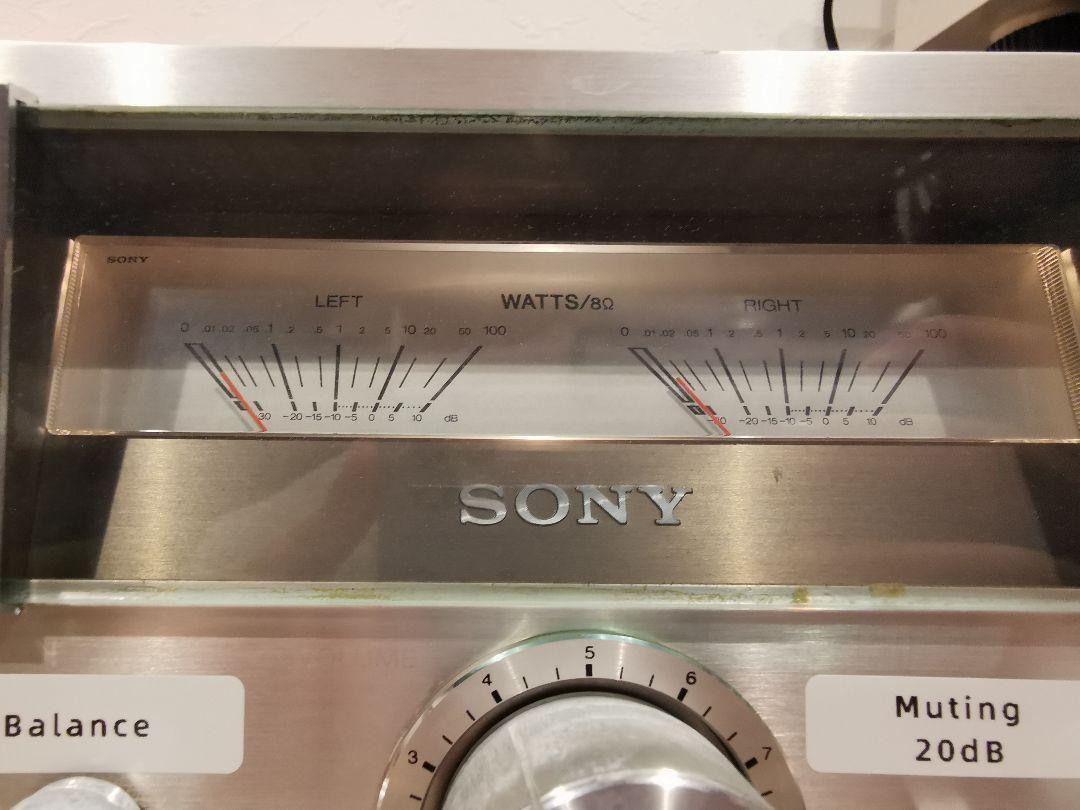 SONY
LEFT WATTS/8Ω RIGHT
0 .01 .02 .05 .1 .2 .5 1 2 5 10 20 50 100
0 .01 .02 .05 .1 .2 .5 1 2 5 10 20 50 100
30 -20 -15 -10 -5 0 5 10 dB
-20 -15 -10 -5 0 5 10 dB
SONY
3 4 5 6 7
Balance
Muting
20dB